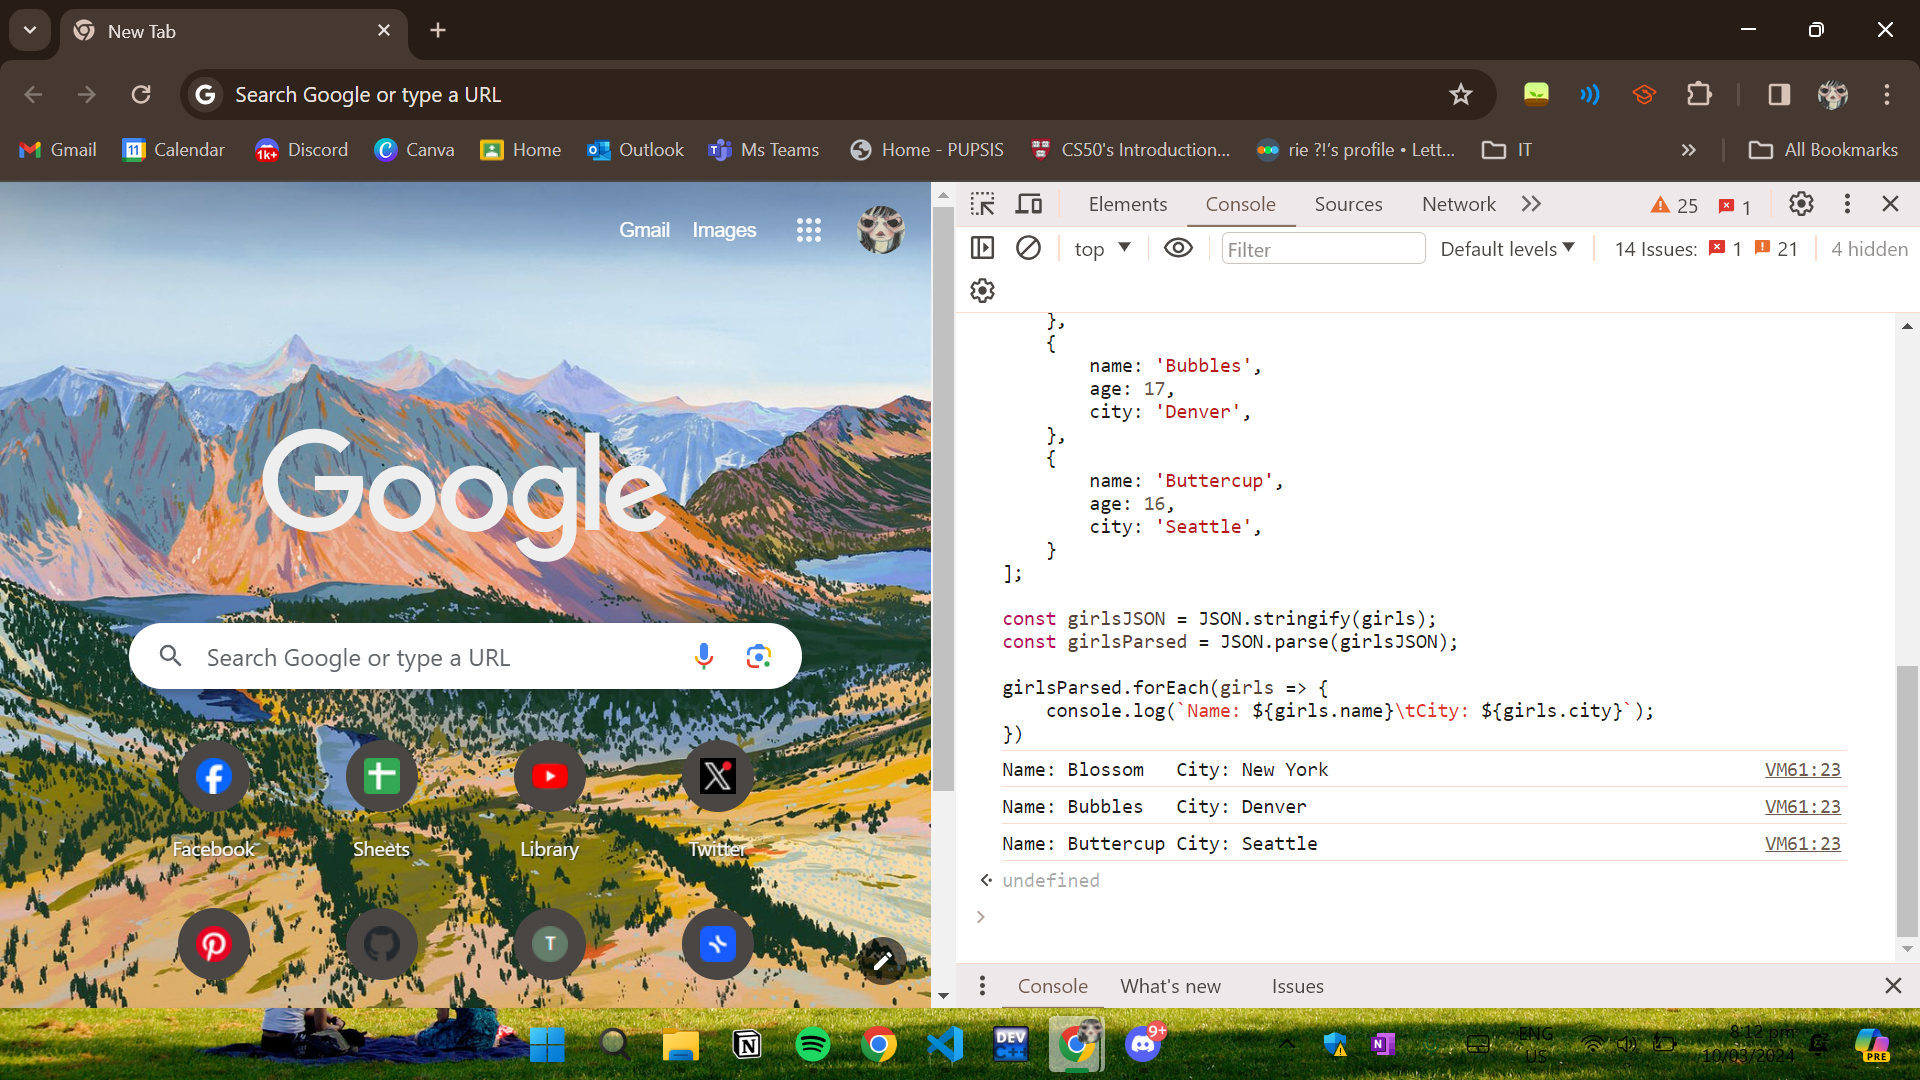 New Tab
Search Google or type a URL
Gmail
Calendar
1k+
Discord
Canva
Home
Outlook
Ms Teams
Home - PUPSIS
CS50's Introduction...
rie ?!'s profile • Lett...
IT
All Bookmarks
Gmail Images
Google
Search Google or type a URL
Facebook
Sheets
Library
Twitter
T
Elements Console Sources Network 25 1
top Filter Default levels 14 Issues: 1 21 4 hidden
},
{
name: 'Bubbles',
age: 17,
city: 'Denver',
},
{
name: 'Buttercup',
age: 16,
city: 'Seattle',
}
];
const girlsJSON = JSON.stringify(girls);
const girlsParsed = JSON.parse(girlsJSON);
girlsParsed.forEach(girls => {
console.log(`Name: ${girls.name}\tCity: ${girls.city}`);
})
Name: Blossom City: New York VM61:23
Name: Bubbles City: Denver VM61:23
Name: Buttercup City: Seattle VM61:23
undefined
Console What's new Issues
DEV C++
9+
ENG
US
8:12 pm
10/03/2024
PRE